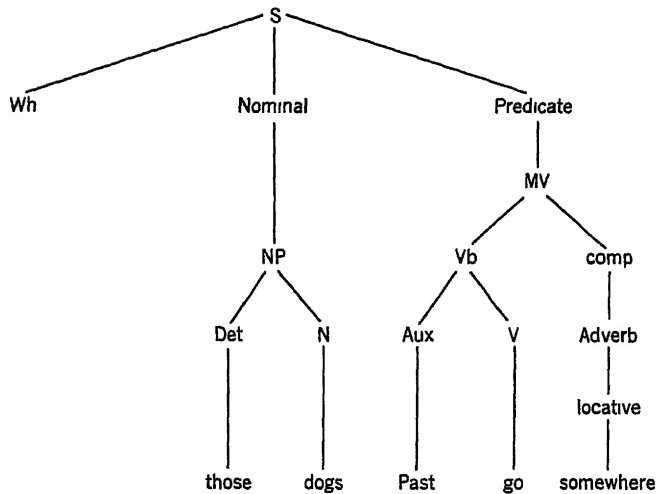 S
Wh Nominal Predicate
MV
NP Vb comp
Det N Aux V Adverb
locative
those dogs Past go somewhere